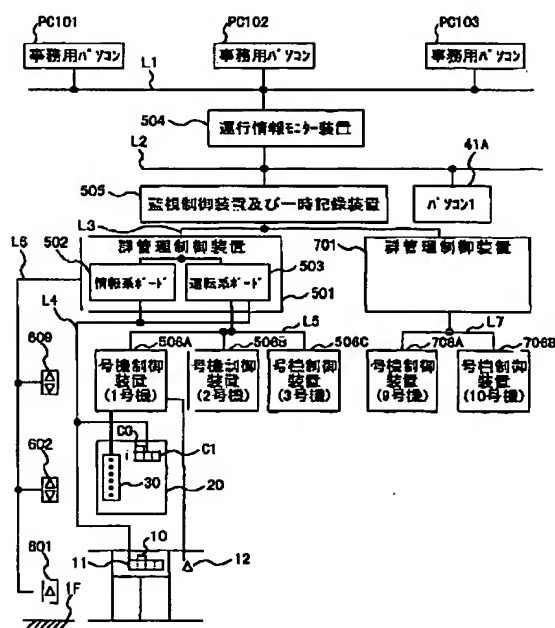 PC101
PC102
PC103
事務用パソコン
事務用パソコン
事務用パソコン
L1
504
運行情報モニター装置
L2
41A
505
監視制御装置及び一時記録装置
パソコン1
L3
L6
502
群管理制御装置
503
701
群管理制御装置
情報系ボード
運転系ボード
501
L4
L5
L7
506A
506B
506C
708A
706B
609
号機制御
装置
(1号機)
号機制御
装置
(2号機)
号機制御
装置
(3号機)
号機制御
装置
(9号機)
号機制御
装置
(10号機)
C0
i
C1
602
30
20
10
601
11
12
1F